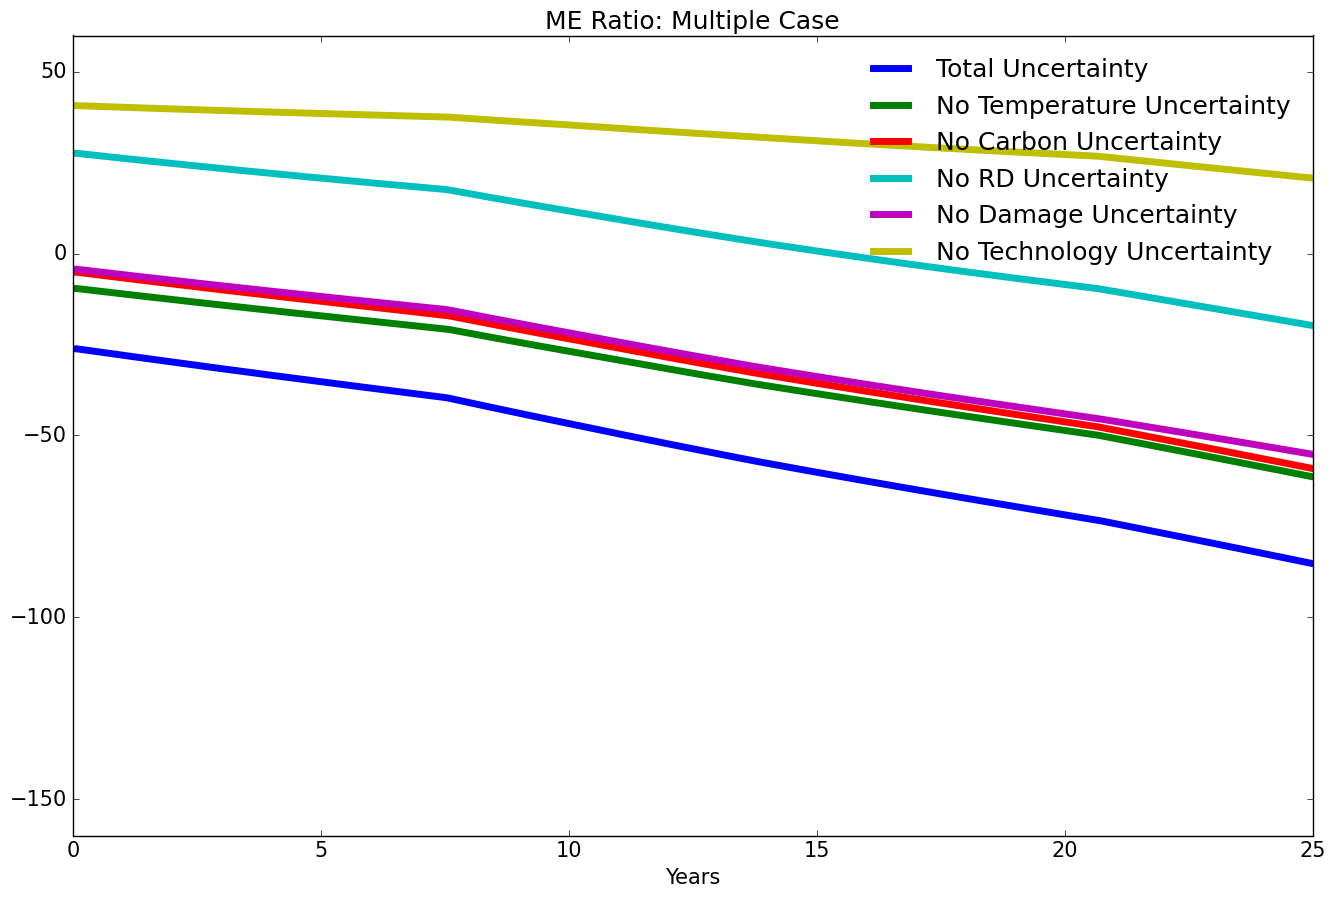 ME Ratio: Multiple Case
50
0
−50
−100
−150
Total Uncertainty
No Temperature Uncertainty
No Carbon Uncertainty
No RD Uncertainty
No Damage Uncertainty
No Technology Uncertainty
0 5 10 15 20 25
Years